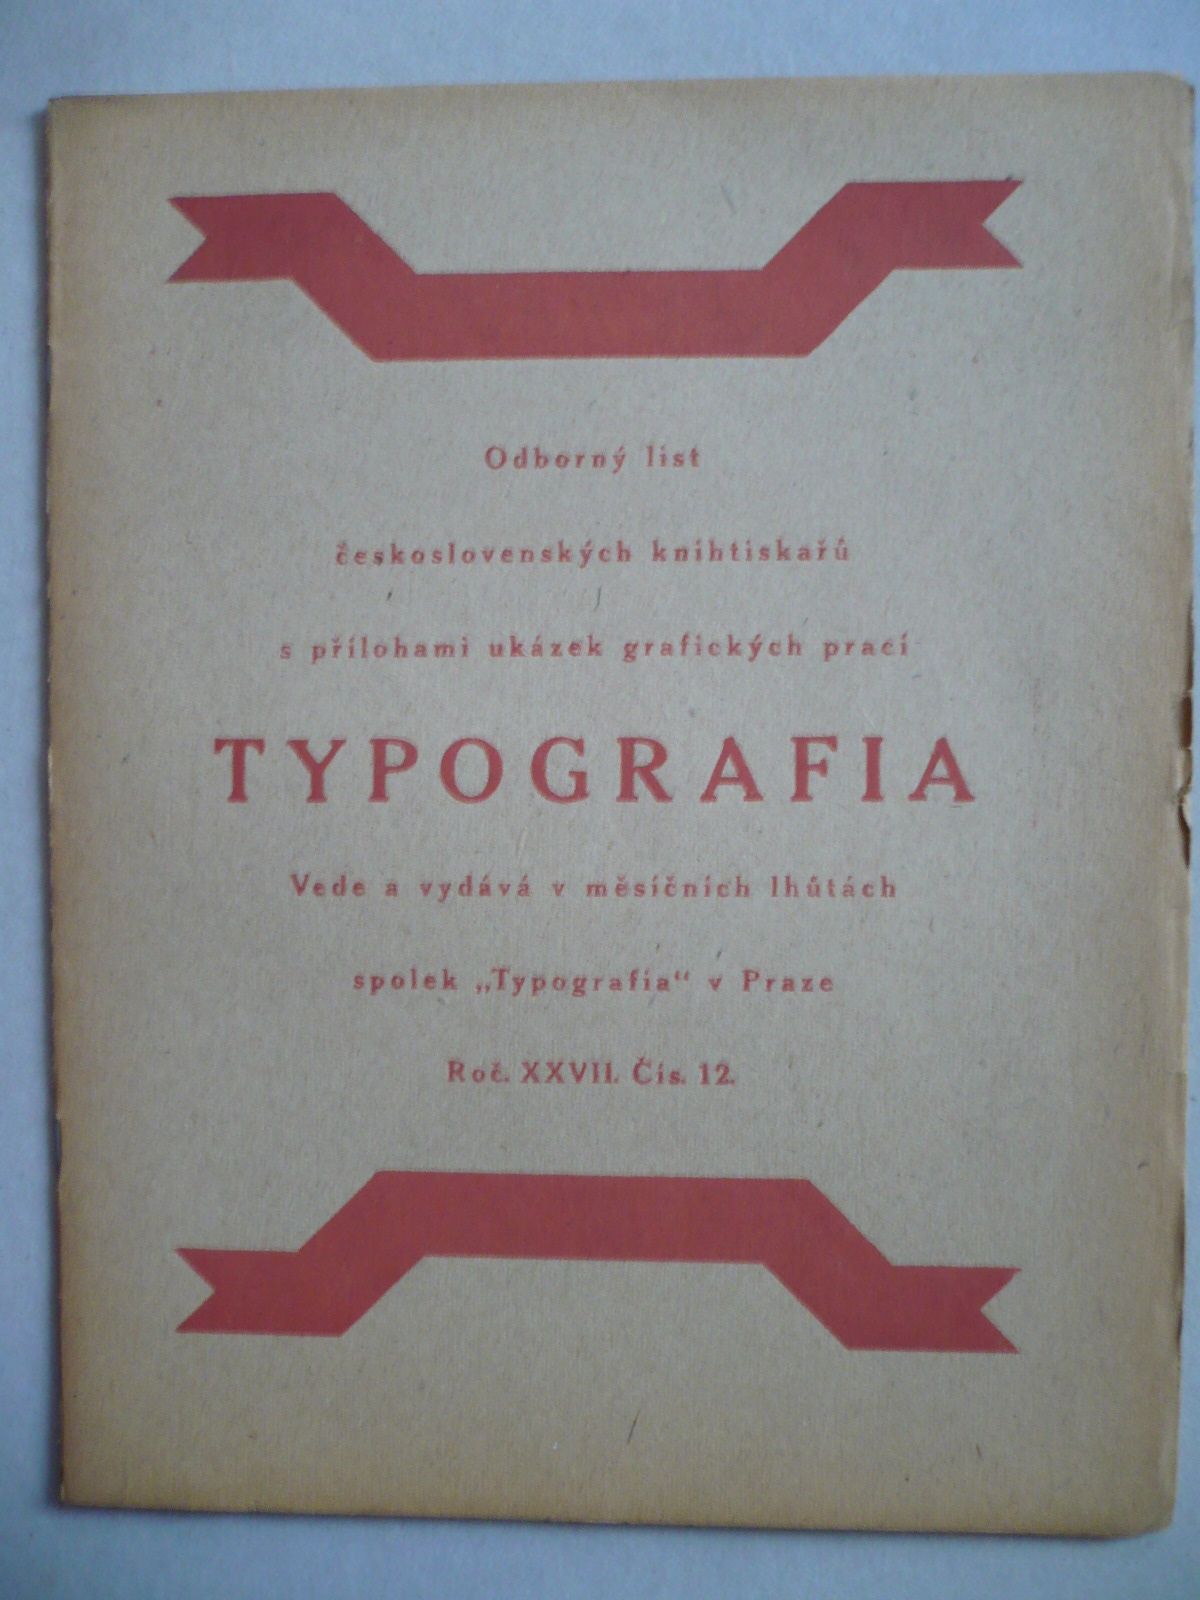 Odborný list
československých knihtiskařů
s přílohami ukázek grafických prací
TYPOGRAFIA
Vede a vydává v měsíčních lhůtách
spolek „Typografia“ v Praze
Roč. XXVII. Čís. 12.